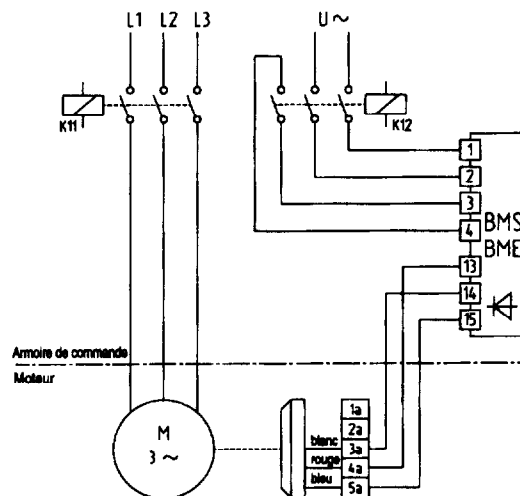 L1 L2 L3 U ~
K11 K12
1
2
3
4
BMS
BME
13
14
15
Armoire de commande
Moteur
M
3 ~
1a
2a
blanc 3a
rouge 4a
bleu 5a